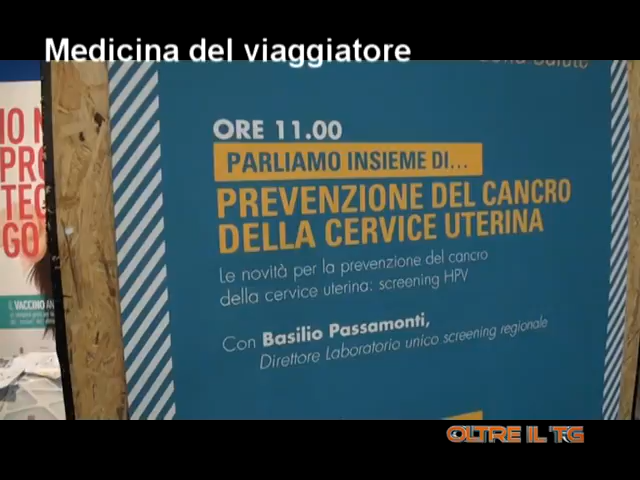 Medicina del viaggiatore
ORE 11.00
PARLIAMO INSIEME DI...
PREVENZIONE DEL CANCRO
DELLA CERVICE UTERINA
Le novità per la prevenzione del cancro
della cervice uterina: screening HPV
Con Basilio Passamonti,
Direttore Laboratorio unico screening regionale
IL VACCINO
OLTRE IL TG